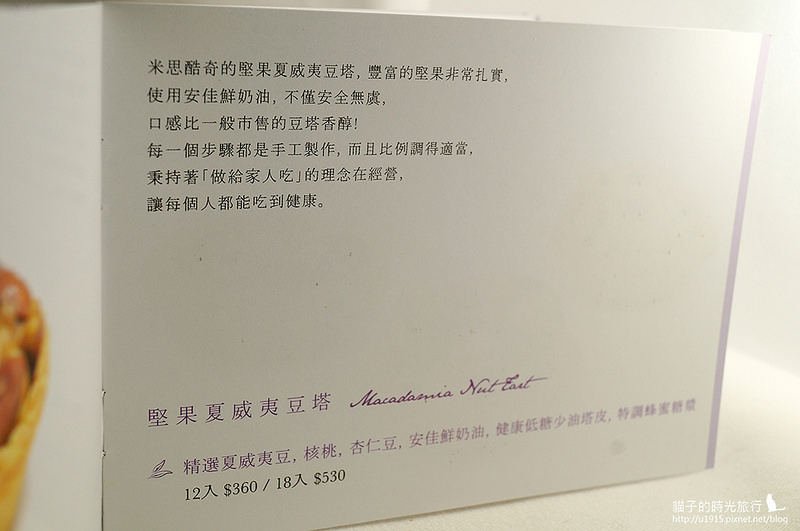 米思酷奇的堅果夏威夷豆塔, 豐富的堅果非常扎實,
使用安佳鮮奶油, 不僅安全無虞,
口感比一般市售的豆塔香醇!
每一個步驟都是手工製作, 而且比例調得適當,
秉持著「做給家人吃」的理念在經營,
讓每個人都能吃到健康。
堅果夏威夷豆塔 Macadamia Nut Tart
精選夏威夷豆, 核桃, 杏仁豆, 安佳鮮奶油, 健康低糖少油塔皮, 特調蜂蜜糖漿
12入 $360 / 18入 $530
貓子的時光旅行
http://u1915.pixnet.net/blog